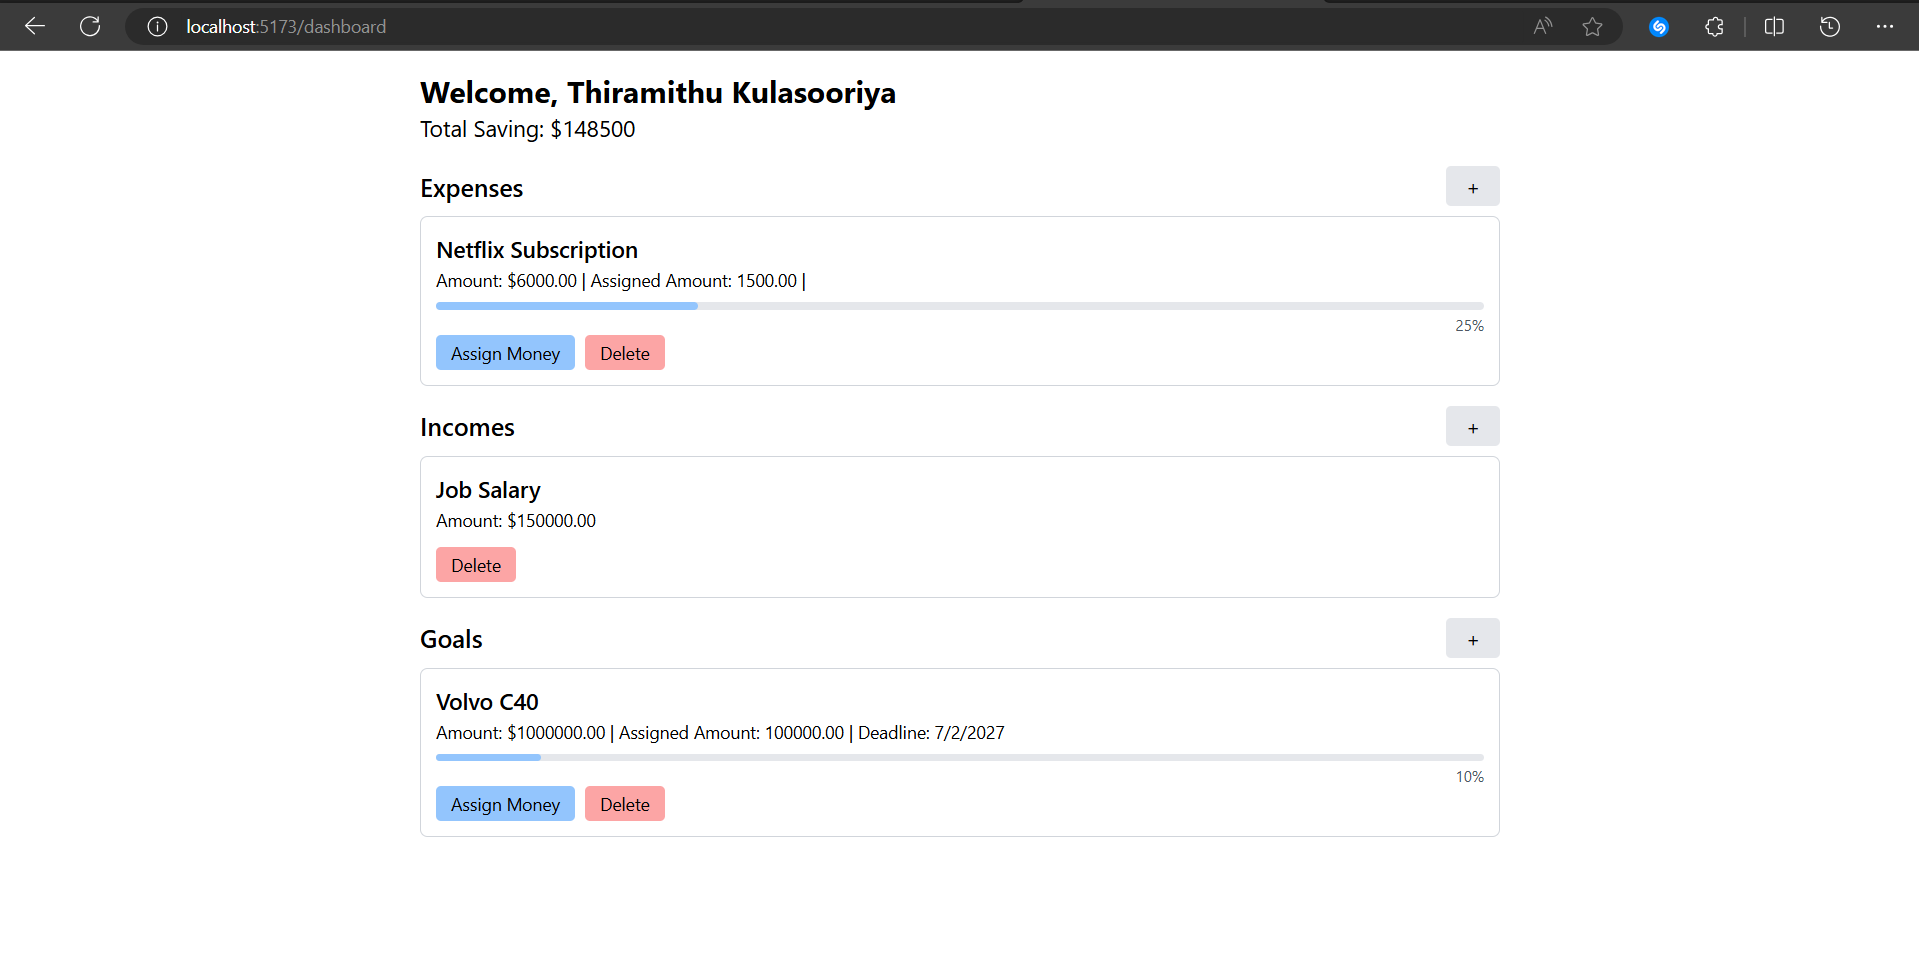 localhost:5173/dashboard
Welcome, Thiramithu Kulasooriya
Total Saving: $148500
Expenses
+
Netflix Subscription
Amount: $6000.00 | Assigned Amount: 1500.00 |
25%
Assign Money Delete
Incomes
+
Job Salary
Amount: $150000.00
Delete
Goals
+
Volvo C40
Amount: $1000000.00 | Assigned Amount: 100000.00 | Deadline: 7/2/2027
10%
Assign Money Delete